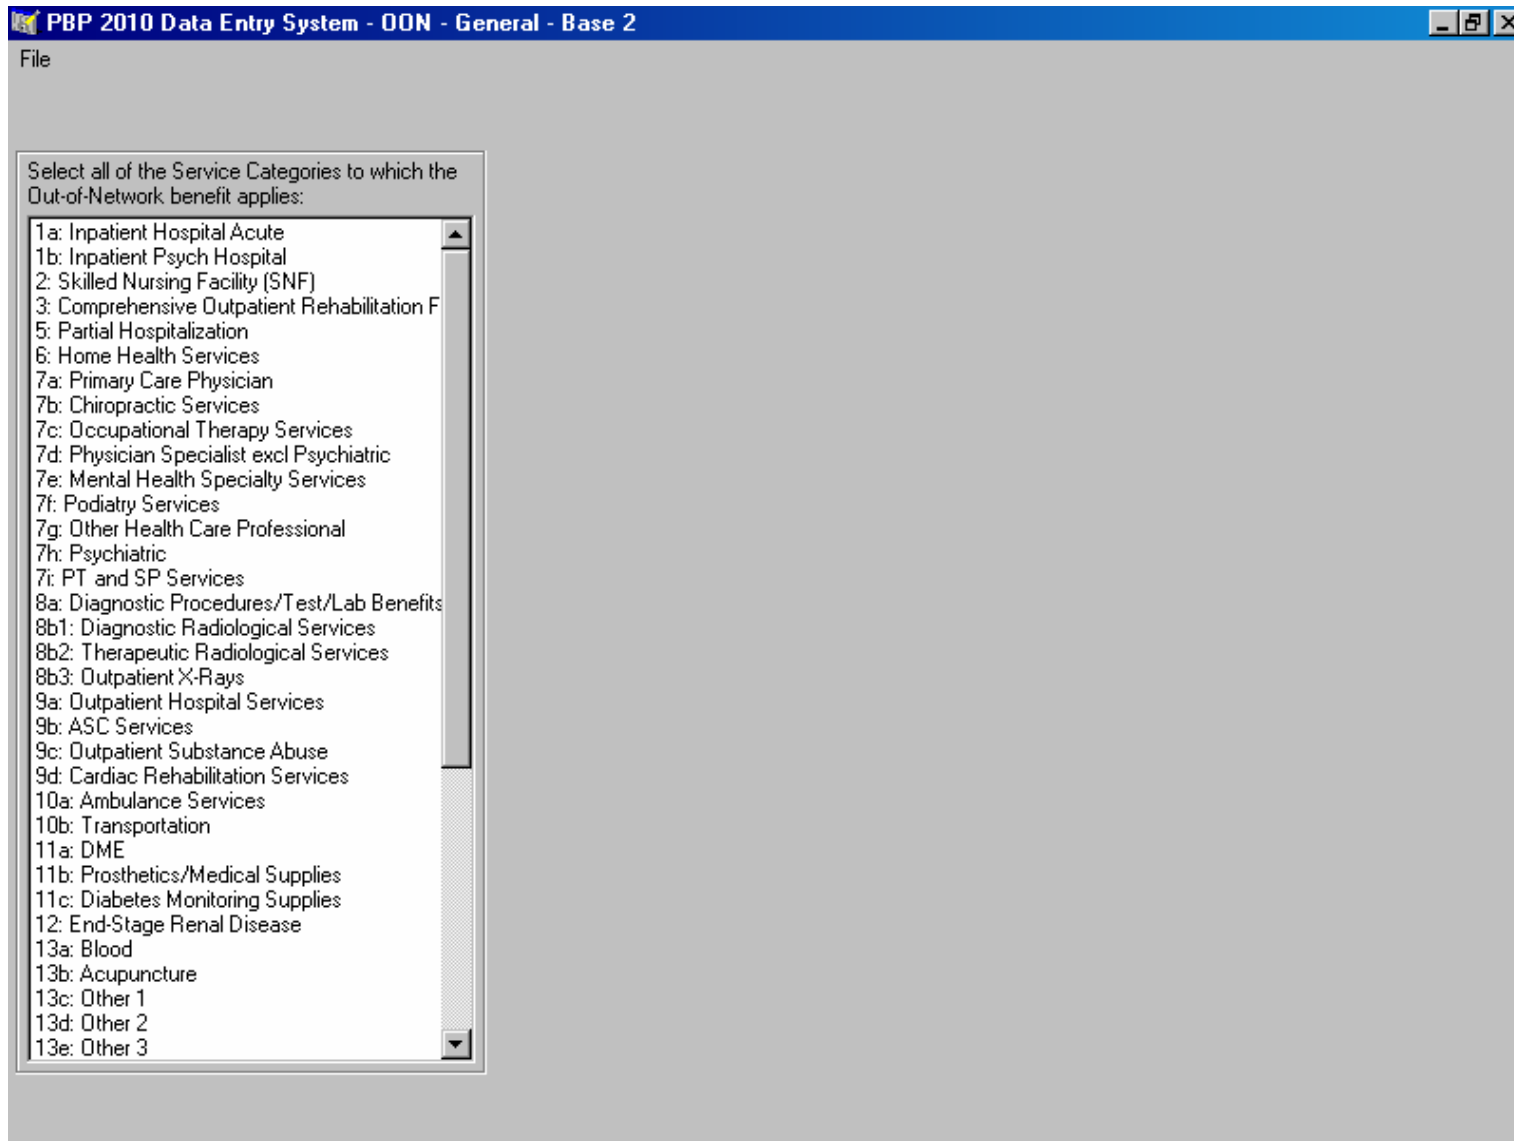 PBP 2010 Data Entry System - OON - General - Base 2
File
Select all of the Service Categories to which the
Out-of-Network benefit applies:
1a: Inpatient Hospital Acute
1b: Inpatient Psych Hospital
2: Skilled Nursing Facility (SNF)
3: Comprehensive Outpatient Rehabilitation F
5: Partial Hospitalization
6: Home Health Services
7a: Primary Care Physician
7b: Chiropractic Services
7c: Occupational Therapy Services
7d: Physician Specialist excl Psychiatric
7e: Mental Health Specialty Services
7f: Podiatry Services
7g: Other Health Care Professional
7h: Psychiatric
7i: PT and SP Services
8a: Diagnostic Procedures/Test/Lab Benefits
8b1: Diagnostic Radiological Services
8b2: Therapeutic Radiological Services
8b3: Outpatient X-Rays
9a: Outpatient Hospital Services
9b: ASC Services
9c: Outpatient Substance Abuse
9d: Cardiac Rehabilitation Services
10a: Ambulance Services
10b: Transportation
11a: DME
11b: Prosthetics/Medical Supplies
11c: Diabetes Monitoring Supplies
12: End-Stage Renal Disease
13a: Blood
13b: Acupuncture
13c: Other 1
13d: Other 2
13e: Other 3